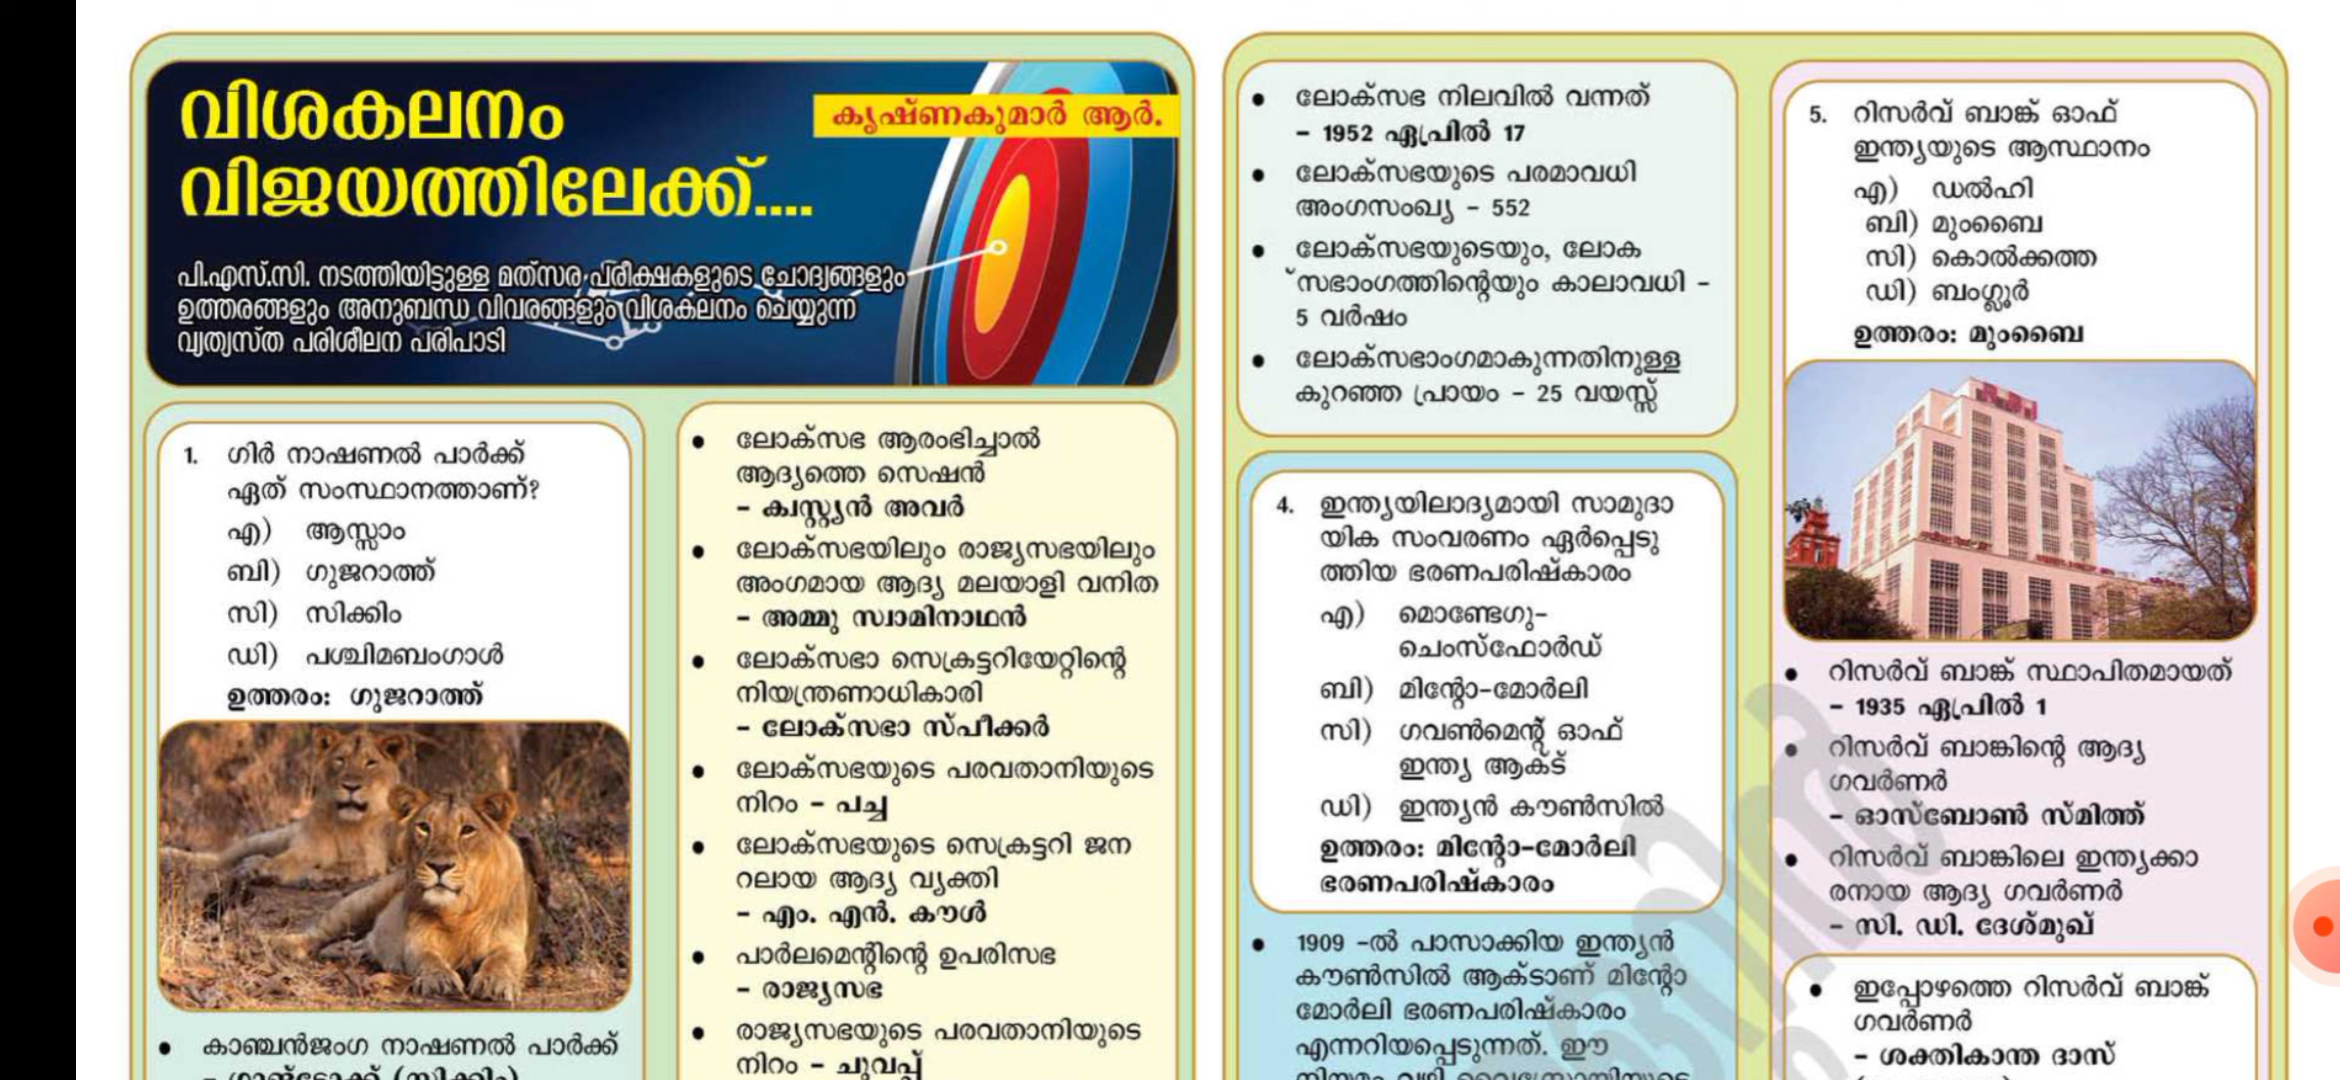 വിശകലനം
വിജയത്തിലേക്ക്....
കൃഷ്ണകുമാർ ആർ.
പി.എസ്.സി. നടത്തിയിട്ടുള്ള മത്സര പ്രീക്ഷകളുടെ ചോദ്യങ്ങളും
ഉത്തരങ്ങളും അനുബന്ധ വിവരങ്ങളും വിശകലനം ചെയ്യുന്ന
വ്യത്യസ്ത പരിശീലന പരിപാടി
1. ഗിർ നാഷണൽ പാർക്ക്
ഏത് സംസ്ഥാനത്താണ്?
എ) ആസ്സാം
ബി) ഗുജറാത്ത്
സി) സിക്കിം
ഡി) പശ്ചിമബംഗാൾ
ഉത്തരം: ഗുജറാത്ത്
• കാഞ്ചൻജംഗ നാഷണൽ പാർക്ക്
– ഗാങ്ടോക്ക് (സിക്കിം)
• ലോക്സഭ ആരംഭിച്ചാൽ
ആദ്യത്തെ സെഷൻ
– ക്വസ്റ്റ്യൻ അവർ
• ലോക്സഭയിലും രാജ്യസഭയിലും
അംഗമായ ആദ്യ മലയാളി വനിത
– അമ്മു സ്വാമിനാഥൻ
• ലോക്സഭാ സെക്രട്ടറിയേറ്റിന്റെ
നിയന്ത്രണാധികാരി
– ലോക്സഭാ സ്പീക്കർ
• ലോക്സഭയുടെ പരവതാനിയുടെ
നിറം – പച്ച
• ലോക്സഭയുടെ സെക്രട്ടറി ജന
റലായ ആദ്യ വ്യക്തി
– എം. എൻ. കൗൾ
• പാർലമെന്റിന്റെ ഉപരിസഭ
– രാജ്യസഭ
• രാജ്യസഭയുടെ പരവതാനിയുടെ
നിറം – ചുവപ്പ്
• ലോക്സഭ നിലവിൽ വന്നത്
– 1952 ഏപ്രിൽ 17
• ലോക്സഭയുടെ പരമാവധി
അംഗസംഖ്യ – 552
• ലോക്സഭയുടെയും, ലോക
്സഭാംഗത്തിന്റെയും കാലാവധി –
5 വർഷം
• ലോക്സഭാംഗമാകുന്നതിനുള്ള
കുറഞ്ഞ പ്രായം – 25 വയസ്സ്
4. ഇന്ത്യയിലാദ്യമായി സാമുദാ
യിക സംവരണം ഏർപ്പെടു
ത്തിയ ഭരണപരിഷ്കാരം
എ) മൊണ്ടേഗു–
ചെംസ്ഫോർഡ്
ബി) മിന്റോ–മോർലി
സി) ഗവൺമെന്റ് ഓഫ്
ഇന്ത്യ ആക്ട്
ഡി) ഇന്ത്യൻ കൗൺസിൽ
ഉത്തരം: മിന്റോ–മോർലി
ഭരണപരിഷ്കാരം
• 1909 –ൽ പാസാക്കിയ ഇന്ത്യൻ
കൗൺസിൽ ആക്ടാണ് മിന്റോ
മോർലി ഭരണപരിഷ്കാരം
എന്നറിയപ്പെടുന്നത്. ഈ
നിയമം വഴി വൈസ്രോയിയുടെ
5. റിസർവ് ബാങ്ക് ഓഫ്
ഇന്ത്യയുടെ ആസ്ഥാനം
എ) ഡൽഹി
ബി) മുംബൈ
സി) കൊൽക്കത്ത
ഡി) ബംഗ്ലൂർ
ഉത്തരം: മുംബൈ
• റിസർവ് ബാങ്ക് സ്ഥാപിതമായത്
– 1935 ഏപ്രിൽ 1
• റിസർവ് ബാങ്കിന്റെ ആദ്യ
ഗവർണർ
– ഓസ്ബോൺ സ്മിത്ത്
• റിസർവ് ബാങ്കിലെ ഇന്ത്യക്കാ
രനായ ആദ്യ ഗവർണർ
– സി. ഡി. ദേശ്മുഖ്
• ഇപ്പോഴത്തെ റിസർവ് ബാങ്ക്
ഗവർണർ
– ശക്തികാന്ത ദാസ്